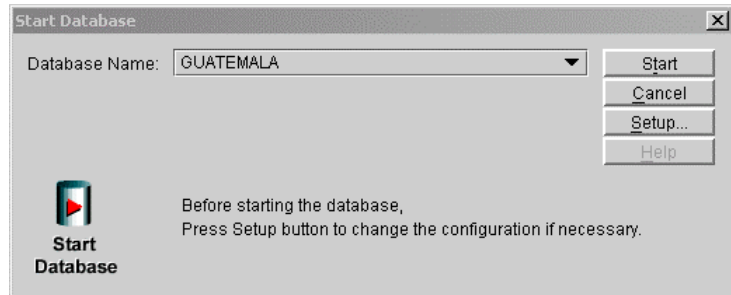 Start Database
Database Name: GUATEMALA
Start
Cancel
Setup...
Help
Before starting the database,
Press Setup button to change the configuration if necessary.
Start
Database